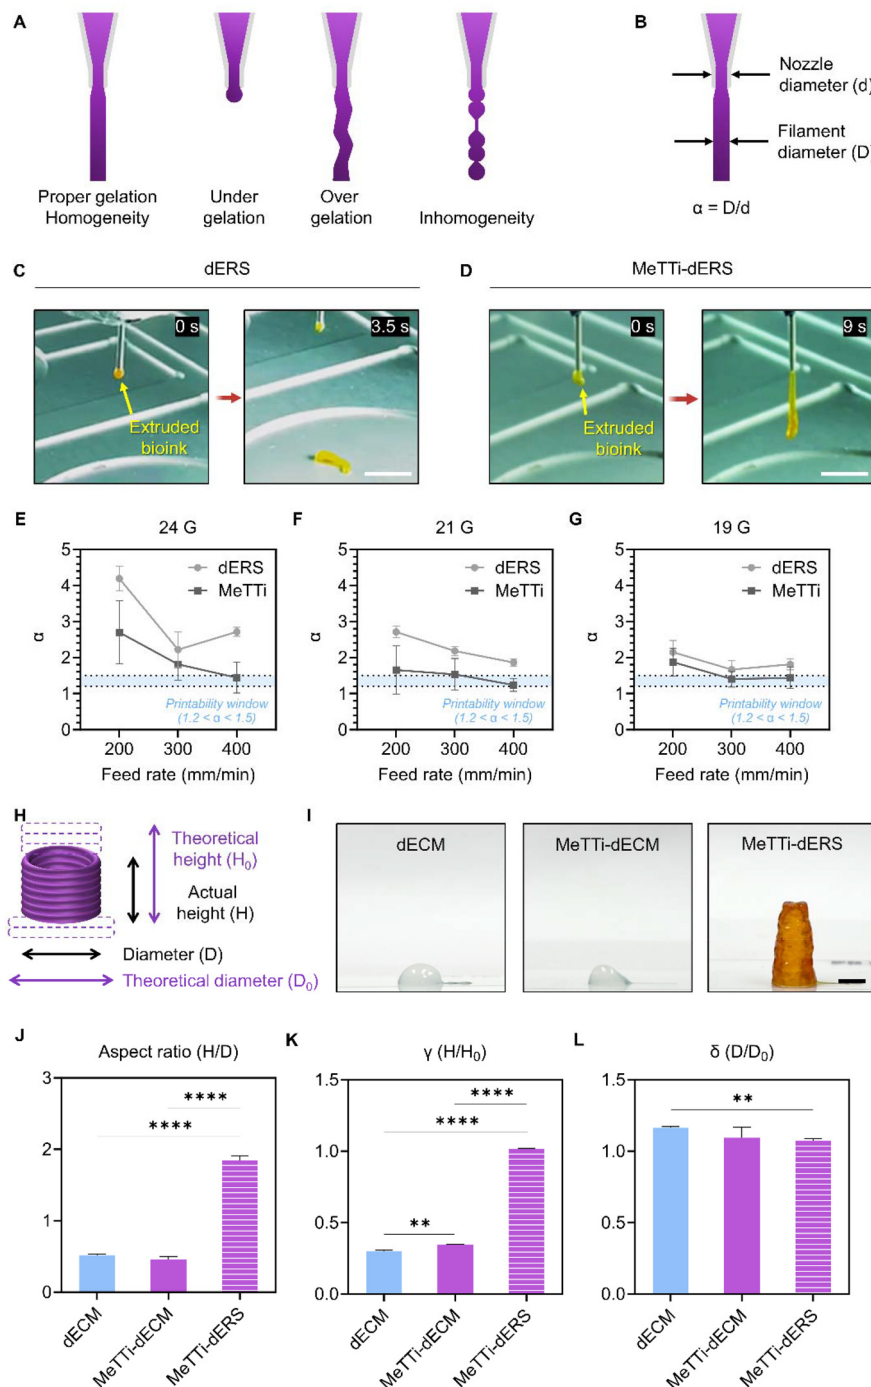 A
Proper gelation
Homogeneity
Under
gelation
Over
gelation
Inhomogeneity
B
Nozzle
diameter (d)
Filament
diameter (D)
α = D/d
C
dERS
0 s
Extruded
bioink
3.5 s
D
MeTTi-dERS
0 s
Extruded
bioink
9 s
E
24 G
α
5
4
3
2
1
0
dERS
MeTTi
Printability window
(1.2 < α < 1.5)
200
300
400
Feed rate (mm/min)
F
21 G
α
5
4
3
2
1
0
dERS
MeTTi
Printability window
(1.2 < α < 1.5)
200
300
400
Feed rate (mm/min)
G
19 G
α
5
4
3
2
1
0
dERS
MeTTi
Printability window
(1.2 < α < 1.5)
200
300
400
Feed rate (mm/min)
H
Theoretical
height (H₀)
Actual
height (H)
Diameter (D)
Theoretical diameter (D₀)
I
dECM
MeTTi-dECM
MeTTi-dERS
J
Aspect ratio (H/D)
3
2
1
0
****
****
dECM
MeTTi-dECM
MeTTi-dERS
K
γ (H/H₀)
1.5
1.0
0.5
0.0
****
****
**
dECM
MeTTi-dECM
MeTTi-dERS
L
δ (D/D₀)
1.5
1.0
0.5
0.0
**
dECM
MeTTi-dECM
MeTTi-dERS